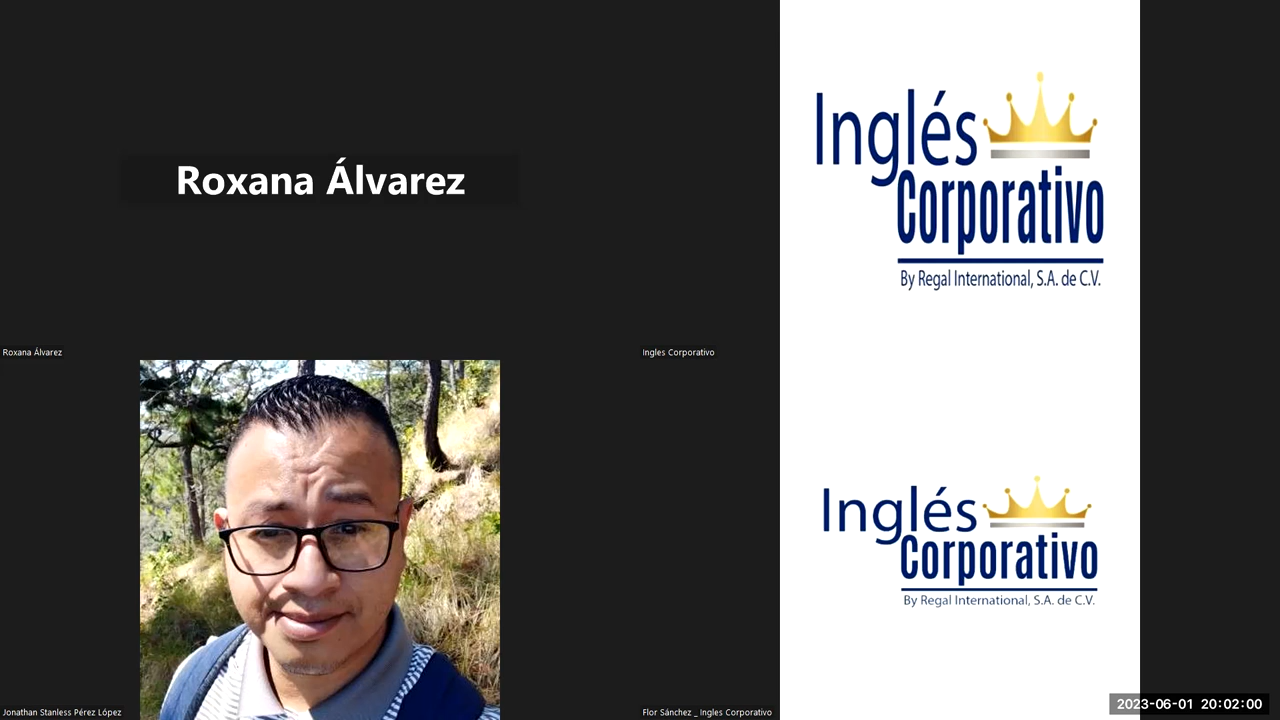 Roxana Álvarez
Roxana Álvarez
Inglés
Corporativo
By Regal International, S.A. de C.V.
Ingles Corporativo
Jonathan Stanless Pérez López
Inglés
Corporativo
By Regal International, S.A. de C.V.
Flor Sánchez _ Ingles Corporativo
2023-06-01 20:02:00